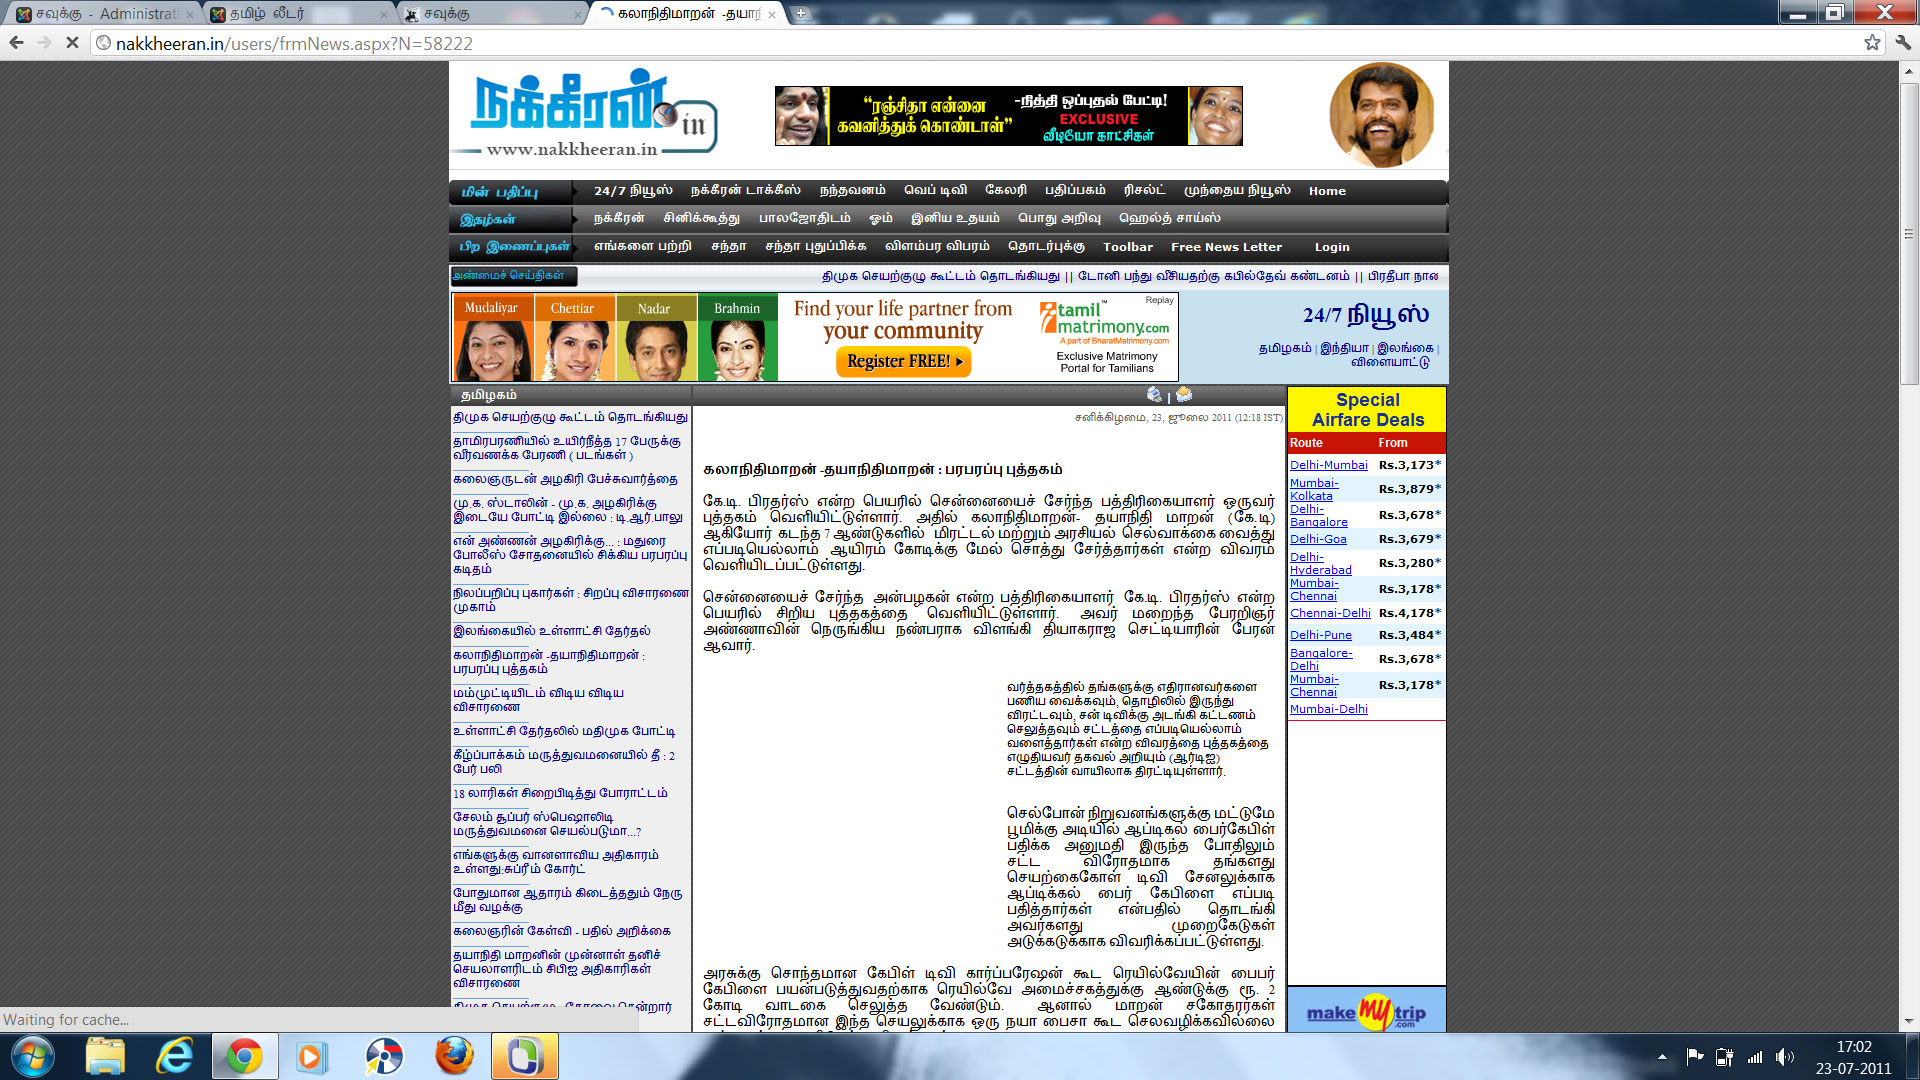 சவுக்கு - Administrati
தமிழ் லீடர்
சவுக்கு
கலாநிதிமாறன் -தயாநி
nakkheeran.in/users/frmNews.aspx?N=58222
நக்கீரன் in
www.nakkheeran.in
“ரஞ்சிதா என்னை
கவனித்துக் கொண்டாள்”
-நித்தி ஒப்புதல் பேட்டி!
EXCLUSIVE
வீடியோ காட்சிகள்
மின் பதிப்பு 24/7 நியூஸ் நக்கீரன் டாக்கீஸ் நந்தவனம் வெப் டிவி கேலரி பதிப்பகம் ரிசல்ட் முந்தைய நியூஸ் Home
இதழ்கள் நக்கீரன் சினிக்கூத்து பாலஜோதிடம் ஓம் இனிய உதயம் பொது அறிவு ஹெல்த் சாய்ஸ்
பிற இணைப்புகள் எங்களை பற்றி சந்தா சந்தா புதுப்பிக்க விளம்பர விபரம் தொடர்புக்கு Toolbar Free News Letter Login
அண்மைச் செய்திகள் திமுக செயற்குழு கூட்டம் தொடங்கியது || டோனி பந்து வீசியதற்கு கபில்தேவ் கண்டனம் || பிரதீபா நான
Mudaliyar Chettiar Nadar Brahmin
Find your life partner from
your community
Register FREE!
Replay
tamil
matrimony.com
A part of BharatMatrimony.com
Exclusive Matrimony
Portal for Tamilians
24/7 நியூஸ்
தமிழகம் | இந்தியா | இலங்கை |
விளையாட்டு
தமிழகம்
திமுக செயற்குழு கூட்டம் தொடங்கியது
தாமிரபரணியில் உயிர்நீத்த 17 பேருக்கு
வீரவணக்க பேரணி ( படங்கள் )
கலைஞருடன் அழகிரி பேச்சுவார்த்தை
மு.க. ஸ்டாலின் - மு.க. அழகிரிக்கு
இடையே போட்டி இல்லை : டி.ஆர்.பாலு
என் அண்ணன் அழகிரிக்கு... : மதுரை
போலீஸ் சோதனையில் சிக்கிய பரபரப்பு
கடிதம்
நிலப்பறிப்பு புகார்கள் : சிறப்பு விசாரணை
முகாம்
இலங்கையில் உள்ளாட்சி தேர்தல்
கலாநிதிமாறன் -தயாநிதிமாறன் :
பரபரப்பு புத்தகம்
மம்முட்டியிடம் விடிய விடிய
விசாரணை
உள்ளாட்சி தேர்தலில் மதிமுக போட்டி
கீழ்ப்பாக்கம் மருத்துவமனையில் தீ : 2
பேர் பலி
18 லாரிகள் சிறைபிடித்து போராட்டம்
சேலம் சூப்பர் ஸ்பெஷாலிடி
மருத்துவமனை செயல்படுமா...?
எங்களுக்கு வானளாவிய அதிகாரம்
உள்ளது:சுப்ரீம் கோர்ட்
போதுமான ஆதாரம் கிடைத்ததும் நேரு
மீது வழக்கு
கலைஞரின் கேள்வி - பதில் அறிக்கை
தயாநிதி மாறனின் முன்னாள் தனிச்
செயலாளரிடம் சிபிஐ அதிகாரிகள்
விசாரணை
|
சனிக்கிழமை, 23, ஜூலை 2011 (12:18 IST)
கலாநிதிமாறன் -தயாநிதிமாறன் : பரபரப்பு புத்தகம்
கே.டி. பிரதர்ஸ் என்ற பெயரில் சென்னையைச் சேர்ந்த பத்திரிகையாளர் ஒருவர்
புத்தகம் வெளியிட்டுள்ளார். அதில் கலாநிதிமாறன்- தயாநிதி மாறன் (கே.டி)
ஆகியோர் கடந்த 7 ஆண்டுகளில் மிரட்டல் மற்றும் அரசியல் செல்வாக்கை வைத்து
எப்படியெல்லாம் ஆயிரம் கோடிக்கு மேல் சொத்து சேர்த்தார்கள் என்ற விவரம்
வெளியிடப்பட்டுள்ளது.
சென்னையைச் சேர்ந்த அன்பழகன் என்ற பத்திரிகையாளர் கே.டி. பிரதர்ஸ் என்ற
பெயரில் சிறிய புத்தகத்தை வெளியிட்டுள்ளார். அவர் மறைந்த பேரறிஞர்
அண்ணாவின் நெருங்கிய நண்பராக விளங்கி தியாகராஜ செட்டியாரின் பேரன்
ஆவார்.
வர்த்தகத்தில் தங்களுக்கு எதிரானவர்களை
பணிய வைக்கவும், தொழிலில் இருந்து
விரட்டவும், சன் டிவிக்கு அடங்கி கட்டணம்
செலுத்தவும் சட்டத்தை எப்படியெல்லாம்
வளைத்தார்கள் என்ற விவரத்தை புத்தகத்தை
எழுதியவர் தகவல் அறியும் (ஆர்டிஐ)
சட்டத்தின் வாயிலாக திரட்டியுள்ளார்.
செல்போன் நிறுவனங்களுக்கு மட்டுமே
பூமிக்கு அடியில் ஆப்டிகல் பைர்கேபிள்
பதிக்க அனுமதி இருந்த போதிலும்
சட்ட விரோதமாக தங்களது
செயற்கைகோள் டிவி சேனலுக்காக
ஆப்டிக்கல் பைர் கேபிளை எப்படி
பதித்தார்கள் என்பதில் தொடங்கி
அவர்களது முறைகேடுகள்
அடுக்கடுக்காக விவரிக்கப்பட்டுள்ளது.
அரசுக்கு சொந்தமான கேபிள் டிவி கார்ப்பரேஷன் கூட ரெயில்வேயின் பைபர்
கேபிளை பயன்படுத்துவதற்காக ரெயில்வே அமைச்சகத்துக்கு ஆண்டுக்கு ரூ. 2
கோடி வாடகை செலுத்த வேண்டும். ஆனால் மாறன் சகோதரர்கள்
சட்டவிரோதமான இந்த செயலுக்காக ஒரு நயா பைசா கூட செலவழிக்கவில்லை
Special
Airfare Deals
Route From
Delhi-Mumbai Rs.3,173*
Mumbai-
Kolkata Rs.3,879*
Delhi-
Bangalore Rs.3,678*
Delhi-Goa Rs.3,679*
Delhi-
Hyderabad Rs.3,280*
Mumbai-
Chennai Rs.3,178*
Chennai-Delhi Rs.4,178*
Delhi-Pune Rs.3,484*
Bangalore-
Delhi Rs.3,678*
Mumbai-
Chennai Rs.3,178*
Mumbai-Delhi
make my trip
.com
Waiting for cache...
17:02
23-07-2011